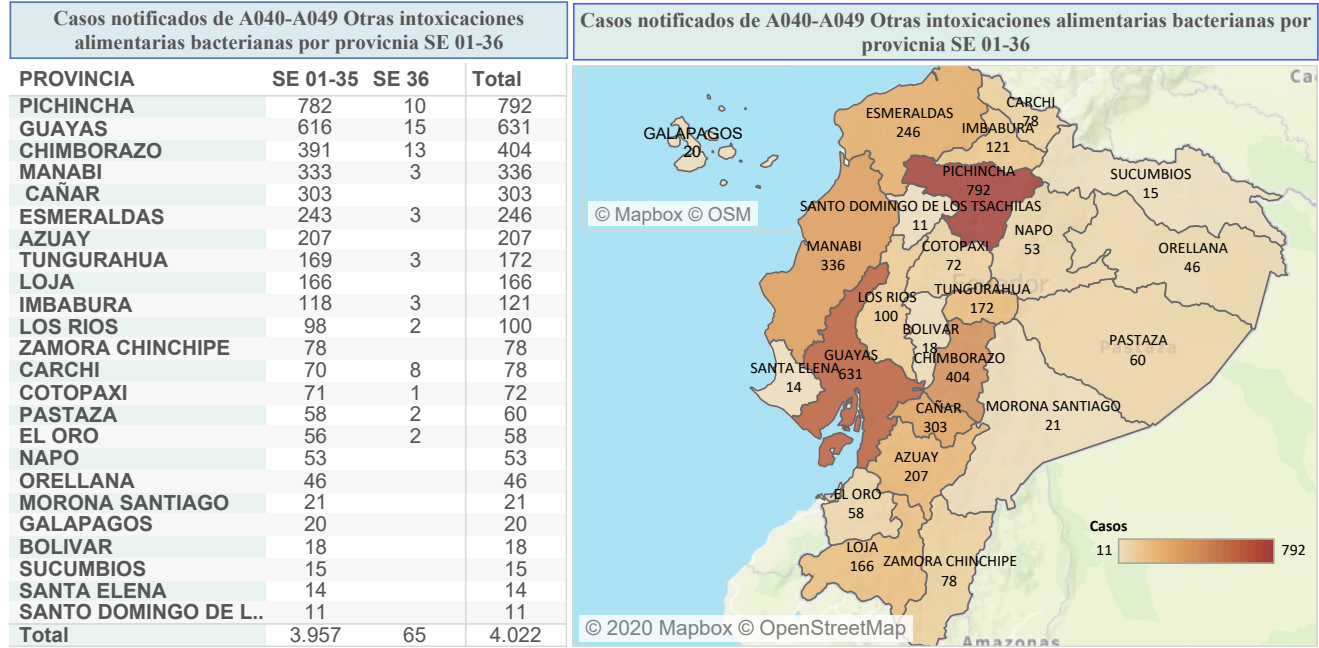 Casos notificados de A040-A049 Otras intoxicaciones
alimentarias bacterianas por provicnia SE 01-36
PROVINCIA SE 01-35 SE 36 Total
PICHINCHA 782 10 792
GUAYAS 616 15 631
CHIMBORAZO 391 13 404
MANABI 333 3 336
CAÑAR 303 303
ESMERALDAS 243 3 246
AZUAY 207 207
TUNGURAHUA 169 3 172
LOJA 166 166
IMBABURA 118 3 121
LOS RIOS 98 2 100
ZAMORA CHINCHIPE 78 78
CARCHI 70 8 78
COTOPAXI 71 1 72
PASTAZA 58 2 60
EL ORO 56 2 58
NAPO 53 53
ORELLANA 46 46
MORONA SANTIAGO 21 21
GALAPAGOS 20 20
BOLIVAR 18 18
SUCUMBIOS 15 15
SANTA ELENA 14 14
SANTO DOMINGO DE L.. 11 11
Total 3.957 65 4.022
Casos notificados de A040-A049 Otras intoxicaciones alimentarias bacterianas por
provicnia SE 01-36
GALAPAGOS
20
© Mapbox © OSM
ESMERALDAS
246
CARCHI
78
IMBABURA
121
PICHINCHA
792
SUCUMBIOS
15
SANTO DOMINGO DE LOS TSACHILAS
11
NAPO
53
ORELLANA
46
MANABI
336
COTOPAXI
72
Ecuador
TUNGURAHUA
172
LOS RIOS
100
BOLIVAR
18
PASTAZA
60
Pastaza
GUAYAS
631
CHIMBORAZO
404
SANTA ELENA
14
CAÑAR
303
MORONA SANTIAGO
21
AZUAY
207
EL ORO
58
LOJA
166
ZAMORA CHINCHIPE
78
Casos
11 792
© 2020 Mapbox © OpenStreetMap
Amazonas